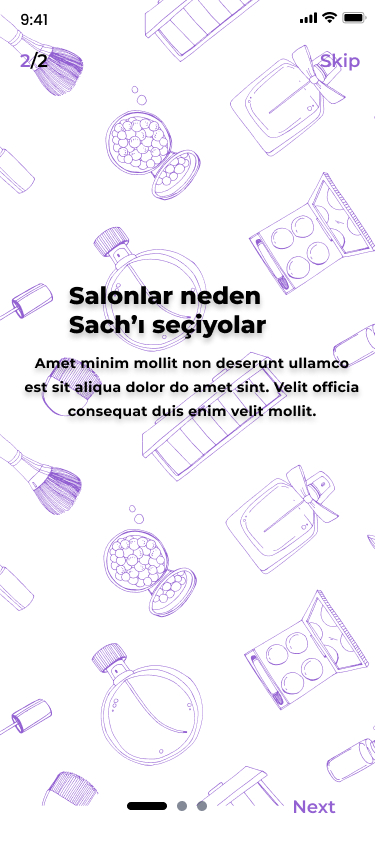 9:41
2/2 Skip
Salonlar neden
Sach’ı seçiyolar
Amet minim mollit non deserunt ullamco
est sit aliqua dolor do amet sint. Velit officia
consequat duis enim velit mollit.
Next